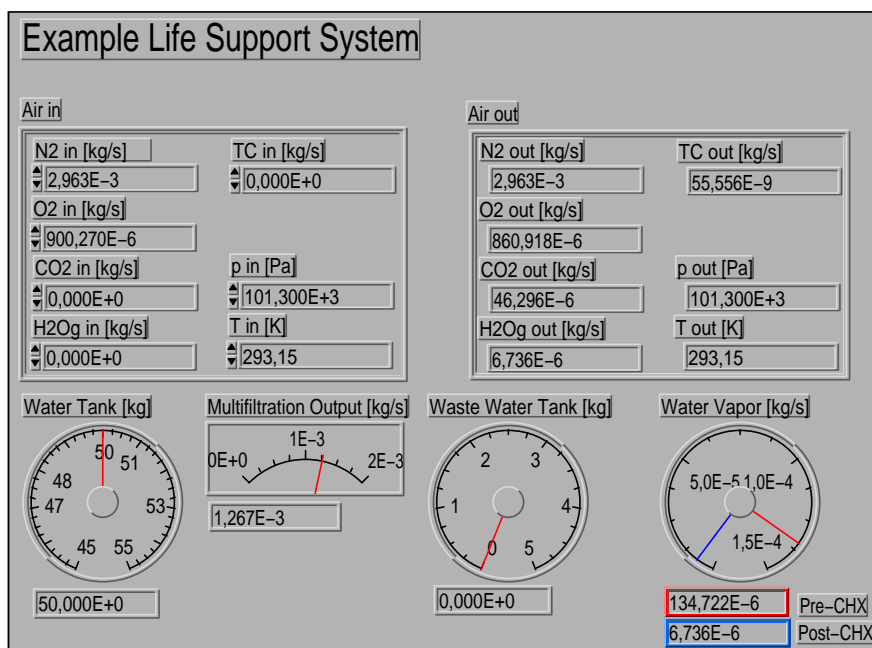 Example Life Support System
Air in
N2 in [kg/s]
2,963E−3
TC in [kg/s]
0,000E+0
O2 in [kg/s]
900,270E−6
CO2 in [kg/s]
0,000E+0
p in [Pa]
101,300E+3
H2Og in [kg/s]
0,000E+0
T in [K]
293,15
Air out
N2 out [kg/s]
2,963E−3
TC out [kg/s]
55,556E−9
O2 out [kg/s]
860,918E−6
CO2 out [kg/s]
46,296E−6
p out [Pa]
101,300E+3
H2Og out [kg/s]
6,736E−6
T out [K]
293,15
Water Tank [kg]
45
47
48
50
51
53
55
50,000E+0
Multifiltration Output [kg/s]
0E+0
1E−3
2E−3
1,267E−3
Waste Water Tank [kg]
0
1
2
3
4
5
0,000E+0
Water Vapor [kg/s]
5,0E−5
1,0E−4
1,5E−4
134,722E−6
Pre−CHX
6,736E−6
Post−CHX